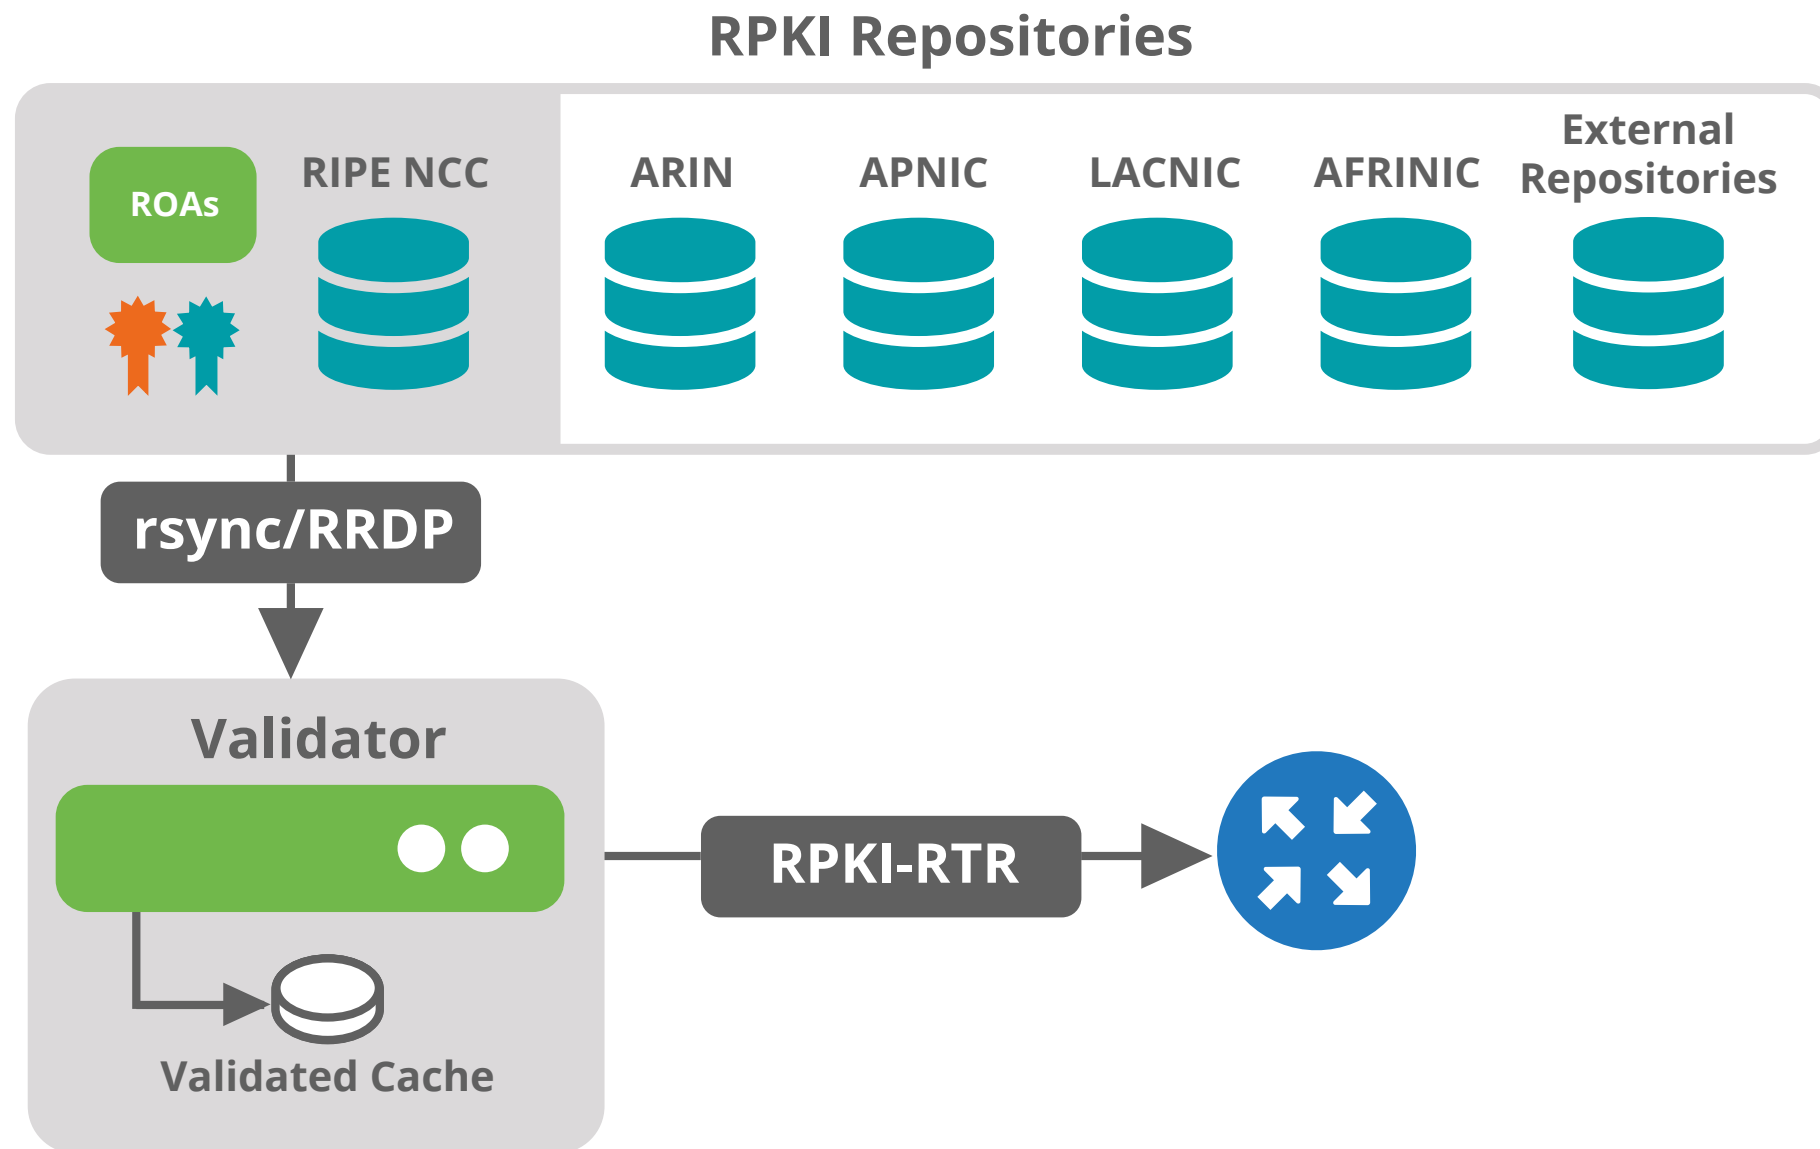 RPKI Repositories
ROAs
RIPE NCC
ARIN
APNIC
LACNIC
AFRINIC
External
Repositories
rsync/RRDP
Validator
RPKI-RTR
Validated Cache